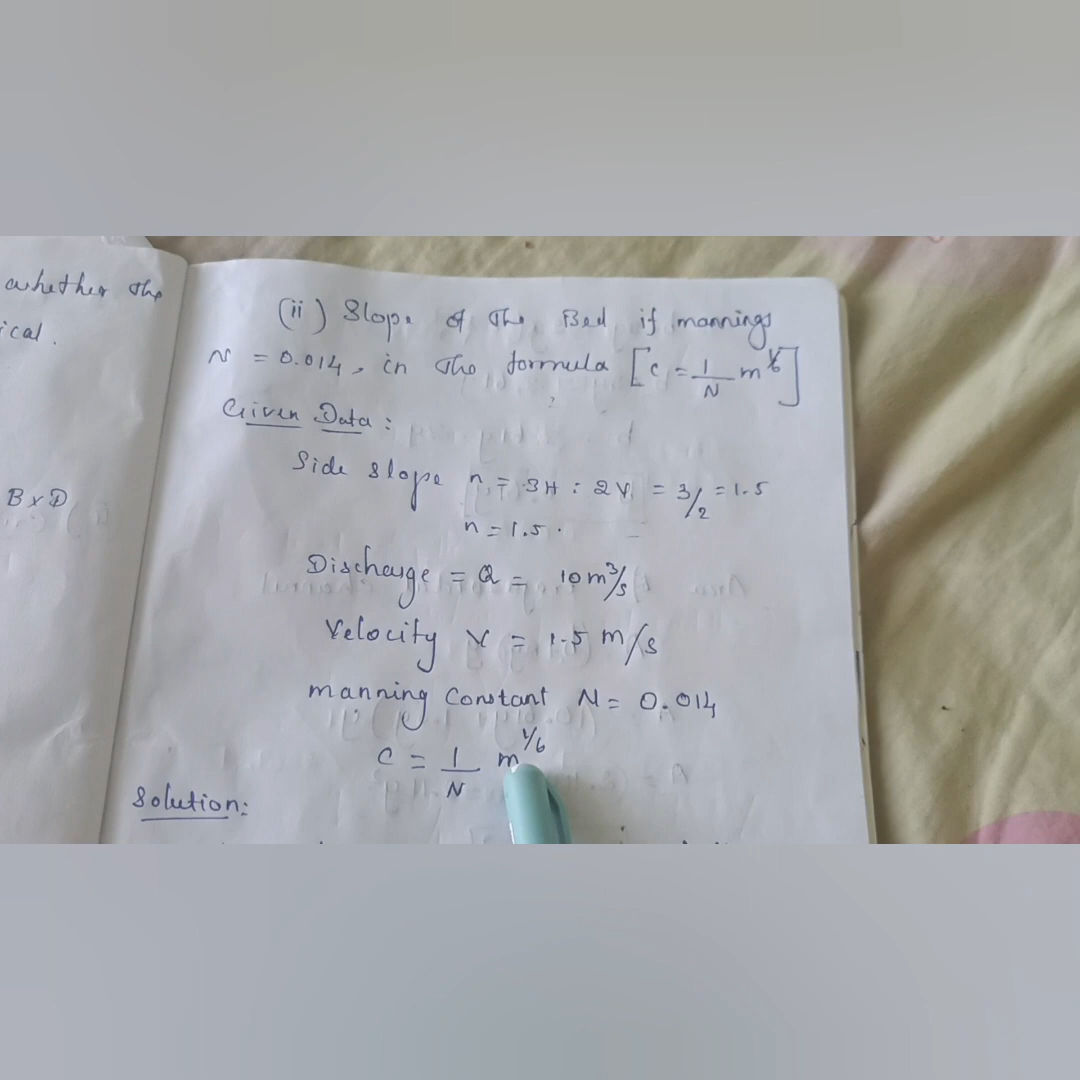 whether the
ical.
B x D
(ii) Slope of the Bed if mannings
N = 0.014, in the formula [C = 1/N m^1/6]
Given Data:
Side slope n = 3H : 2V = 3/2 = 1.5
n = 1.5.
Discharge = Q = 10 m³/s
Velocity V = 1.5 m/s
manning constant N = 0.014
C = 1/N m^1/6
Solution: